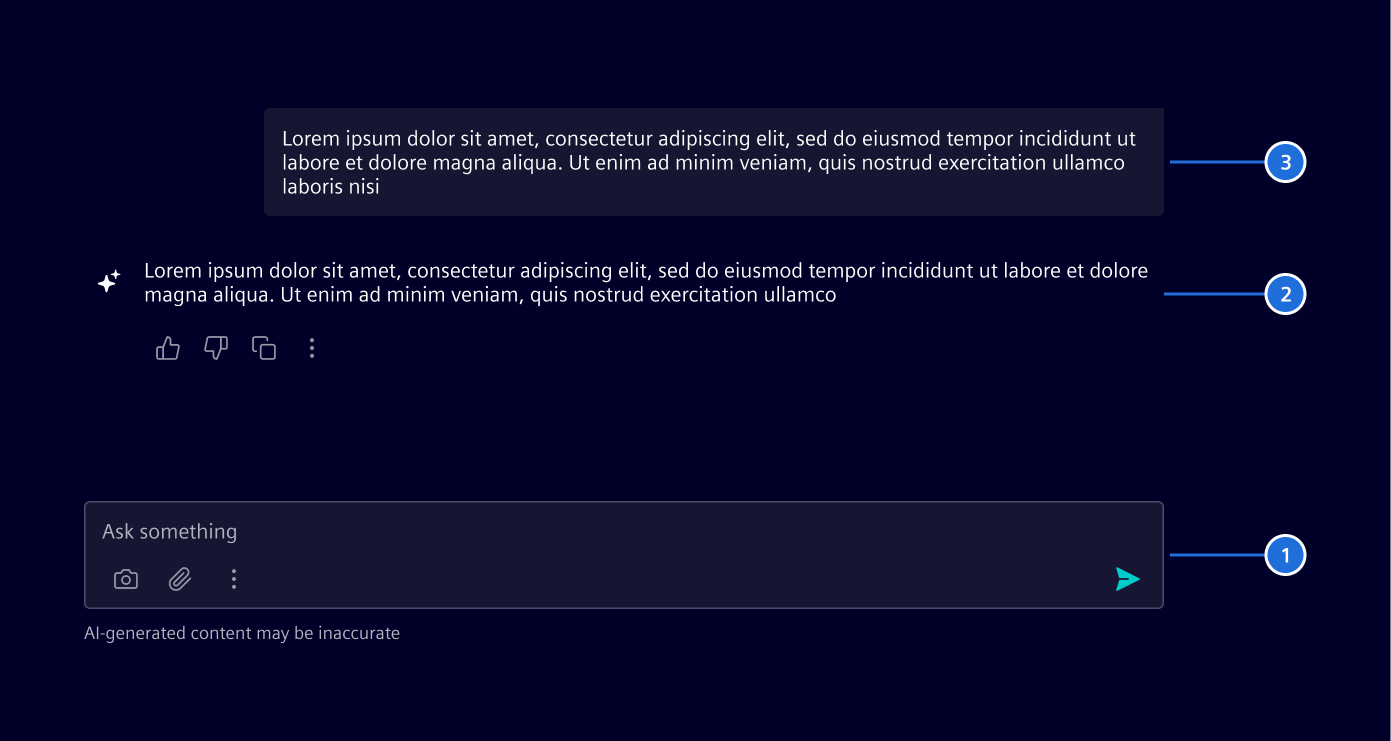 Lorem ipsum dolor sit amet, consectetur adipiscing elit, sed do eiusmod tempor incididunt ut
labore et dolore magna aliqua. Ut enim ad minim veniam, quis nostrud exercitation ullamco
laboris nisi
3
Lorem ipsum dolor sit amet, consectetur adipiscing elit, sed do eiusmod tempor incididunt ut labore et dolore
magna aliqua. Ut enim ad minim veniam, quis nostrud exercitation ullamco
2
Ask something
1
AI-generated content may be inaccurate